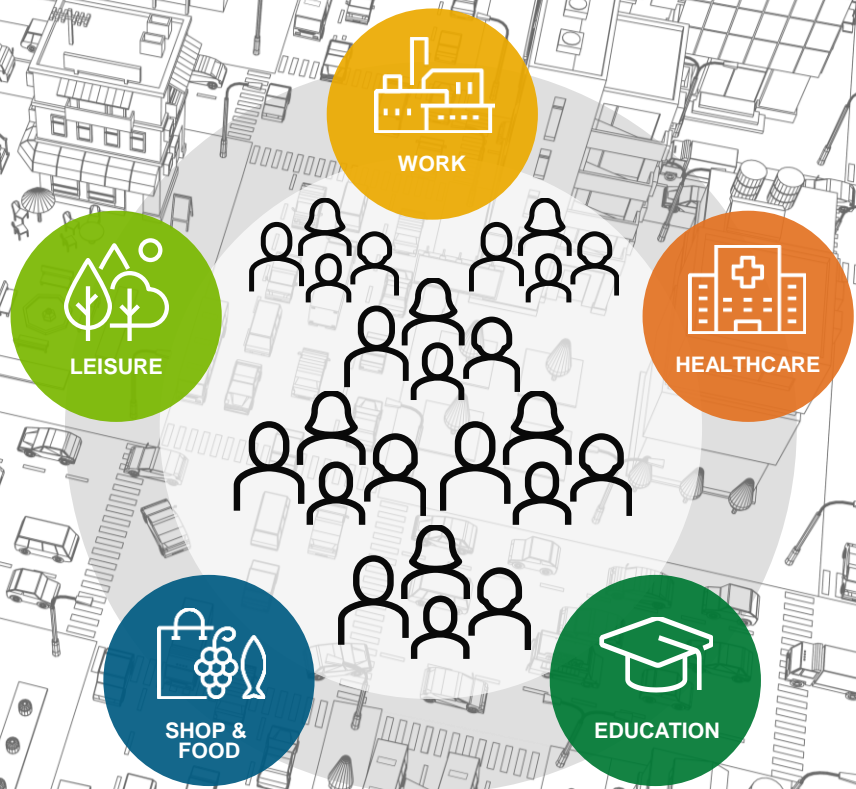 WORK
LEISURE
HEALTHCARE
SHOP &
FOOD
EDUCATION